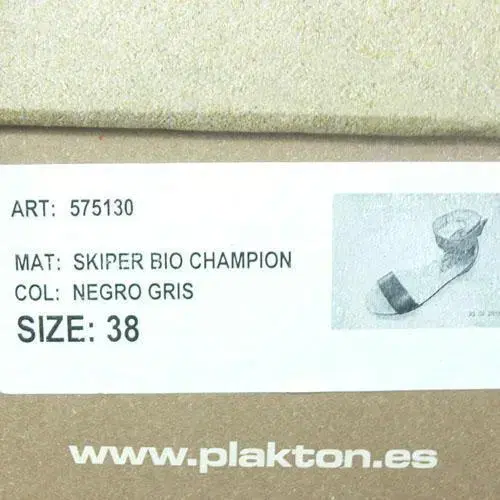 ART: 575130
MAT: SKIPER BIO CHAMPION
COL: NEGRO GRIS
SIZE: 38
www.plakton.es